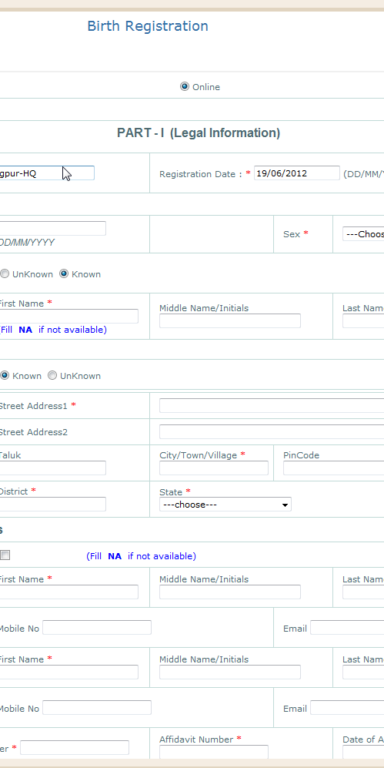 Birth Registration
Online
PART - I (Legal Information)
gpur-HQ
Registration Date : * 19/06/2012 (DD/MM/Y
DD/MM/YYYY
Sex * ---Choos
UnKnown Known
First Name * Middle Name/Initials Last Nam
Fill NA if not available)
Known UnKnown
Street Address1 *
Street Address2
Taluk City/Town/Village * PinCode
District * State *
---choose---
s
(Fill NA if not available)
First Name * Middle Name/Initials Last Nam
Mobile No Email
First Name * Middle Name/Initials Last Nam
Mobile No Email
er * Affidavit Number * Date of A